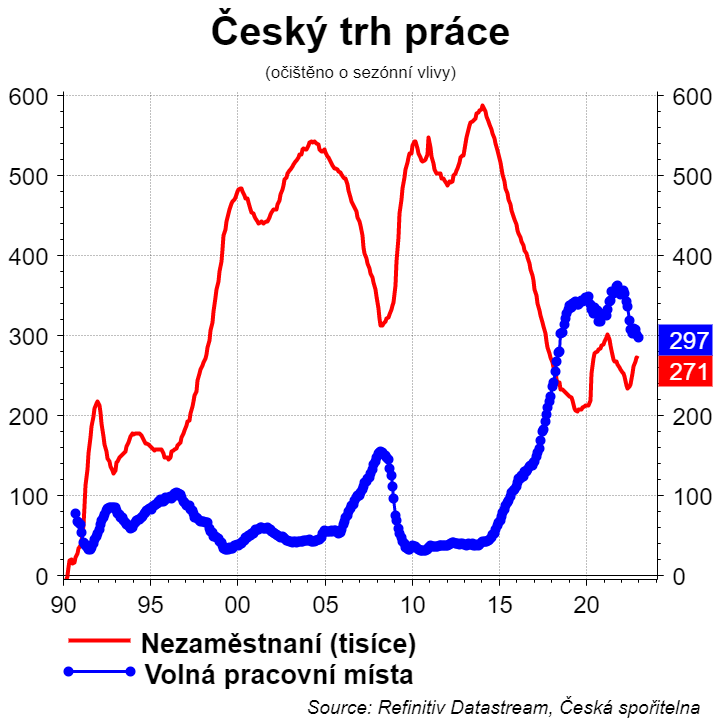 Český trh práce
(očištěno o sezónní vlivy)
600 600
500 500
400 400
300 297
271
200 200
100 100
0 0
90 95 00 05 10 15 20
Nezaměstnaní (tisíce)
Volná pracovní místa
Source: Refinitiv Datastream, Česká spořitelna